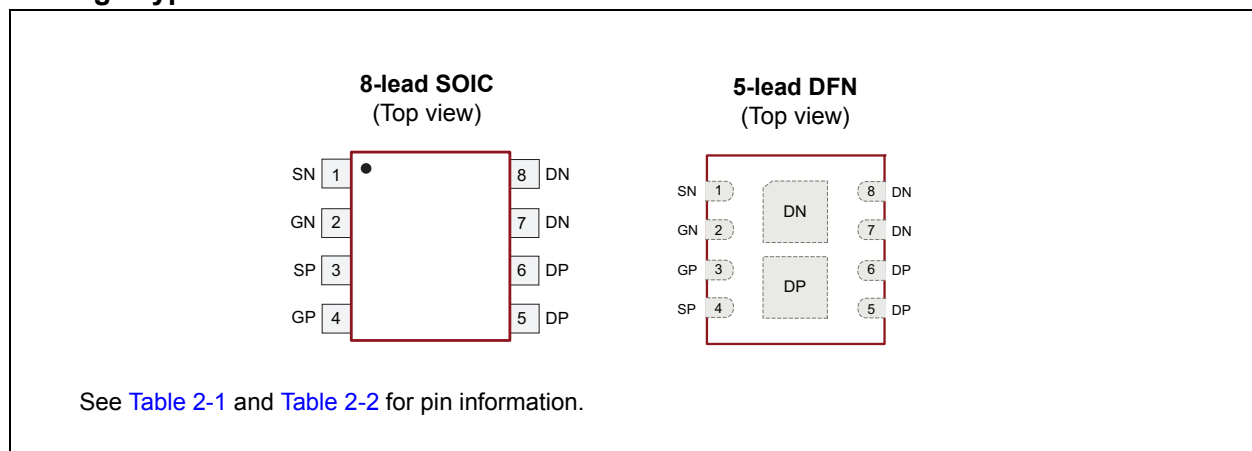 8-lead SOIC
(Top view)
SN 1
8 DN
GN 2
7 DN
SP 3
6 DP
GP 4
5 DP
5-lead DFN
(Top view)
SN 1
DN
8 DN
GN 2
7 DN
GP 3
DP
6 DP
SP 4
5 DP
See Table 2-1 and Table 2-2 for pin information.